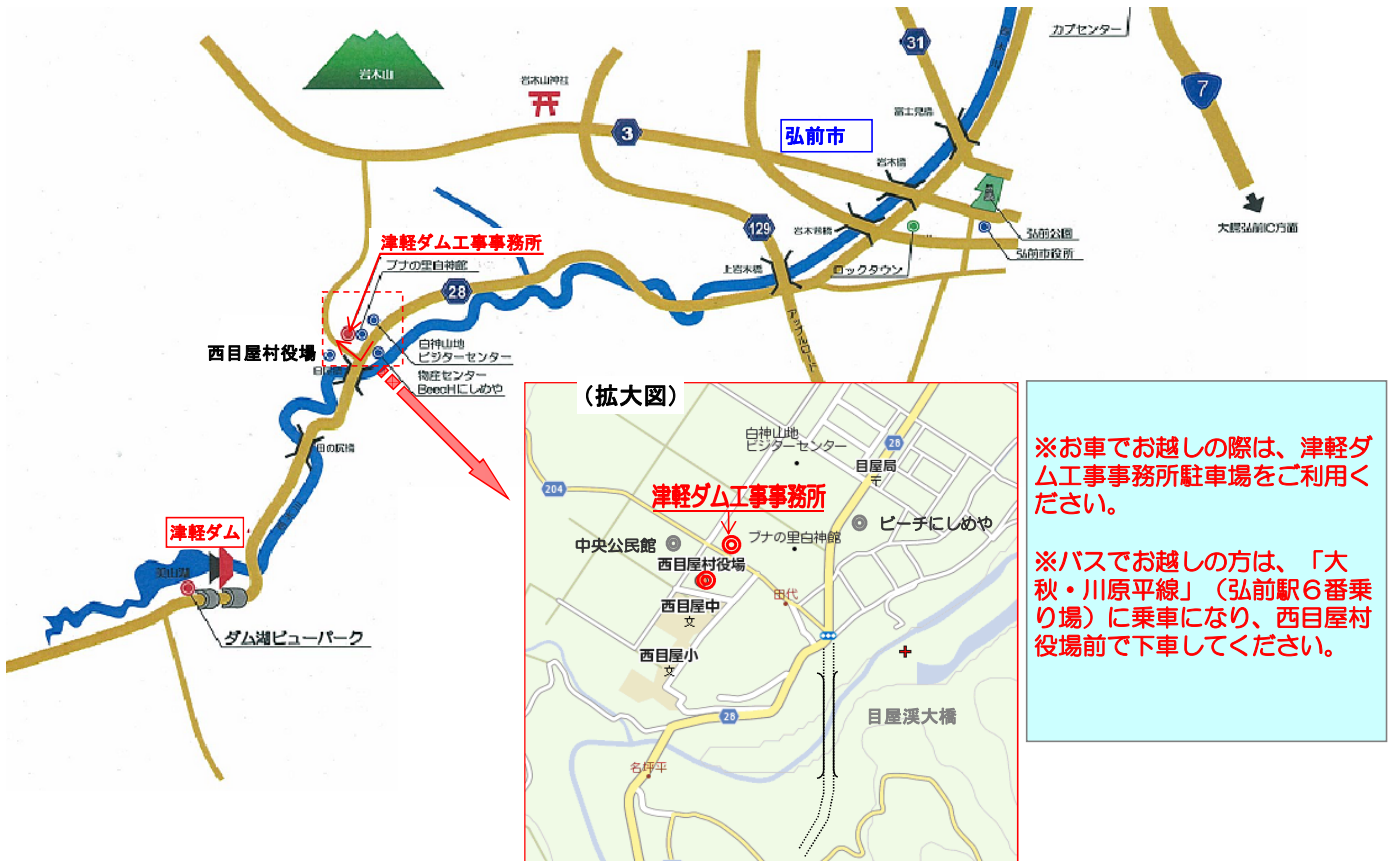 カブセンター
31
7
岩木山
岩木山神社
3
弘前市
富士見橋
岩木橋
大鰐弘前IC方面
129
岩木茜橋
弘前公園
弘前市役所
ロックタウン
上岩木橋
アップルロード
津軽ダム工事事務所
ブナの里白神館
28
白神山地
ビジターセンター
西目屋村役場
物産センター
BeecHにしめや
津軽ダム
美山湖
ダム湖ビューパーク
（拡大図）
白神山地
ビジターセンター
28
目屋局
〒
204
津軽ダム工事事務所
ビーチにしめや
中央公民館
ブナの里白神館
西目屋村役場
田代
西目屋中
文
西目屋小
文
28
目屋渓大橋
名坪平
※お車でお越しの際は、津軽ダ
ム工事事務所駐車場をご利用く
ださい。
※バスでお越しの方は、「大
秋・川原平線」（弘前駅６番乗
り場）に乗車になり、西目屋村
役場前で下車してください。